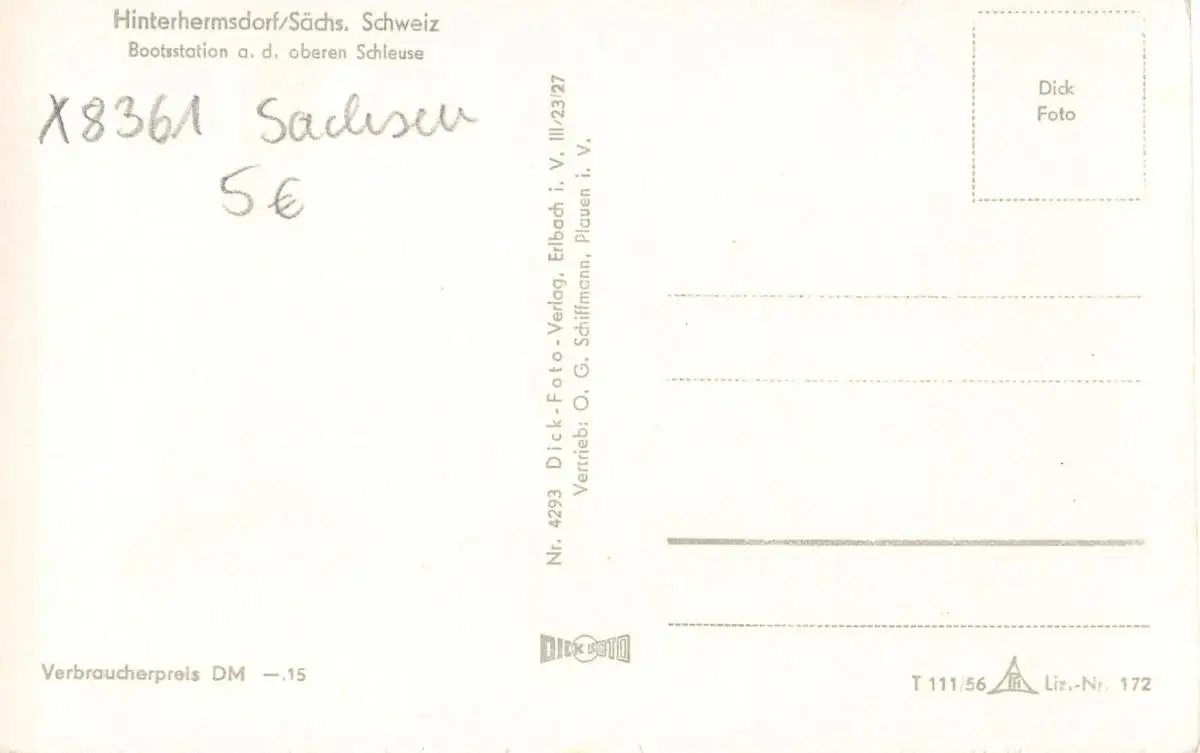 Hinterhermsdorf/Sächs. Schweiz
Bootsstation a. d. oberen Schleuse
X8361 Sachsen
5€
Nr. 4293 Dick-Foto-Verlag, Erlbach i. V. III/23/27
Vertrieb: O. G. Schiffmann, Plauen i. V.
Dick
Foto
DICK FOTO
Verbraucherpreis DM —.15
T 111/56 PH Liz.-Nr. 172